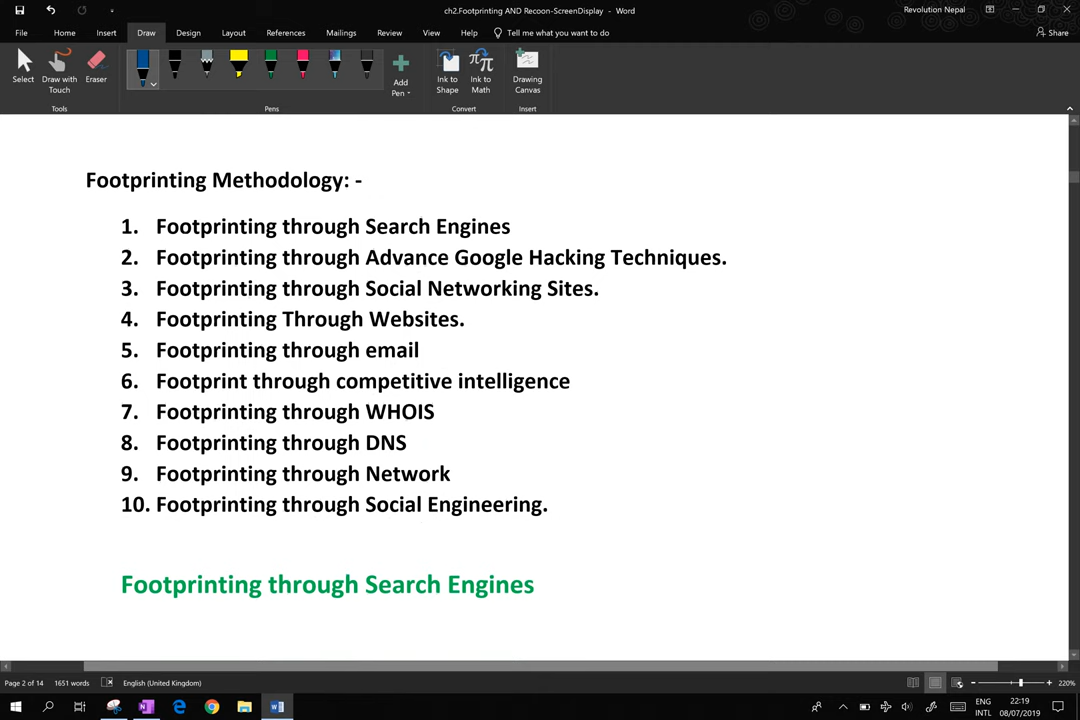 ch2.Footprinting AND Recoon-ScreenDisplay - Word
Revolution Nepal
File Home Insert Draw Design Layout References Mailings Review View Help Tell me what you want to do Share
Select
Draw with Touch
Eraser
Add Pen
Ink to Shape
Ink to Math
Drawing Canvas
Tools Pens Convert Insert
Footprinting Methodology: -
1. Footprinting through Search Engines
2. Footprinting through Advance Google Hacking Techniques.
3. Footprinting through Social Networking Sites.
4. Footprinting Through Websites.
5. Footprinting through email
6. Footprint through competitive intelligence
7. Footprinting through WHOIS
8. Footprinting through DNS
9. Footprinting through Network
10. Footprinting through Social Engineering.
Footprinting through Search Engines
Page 2 of 14 1651 words English (United Kingdom) 220%
ENG 22:19
INTL 08/07/2019